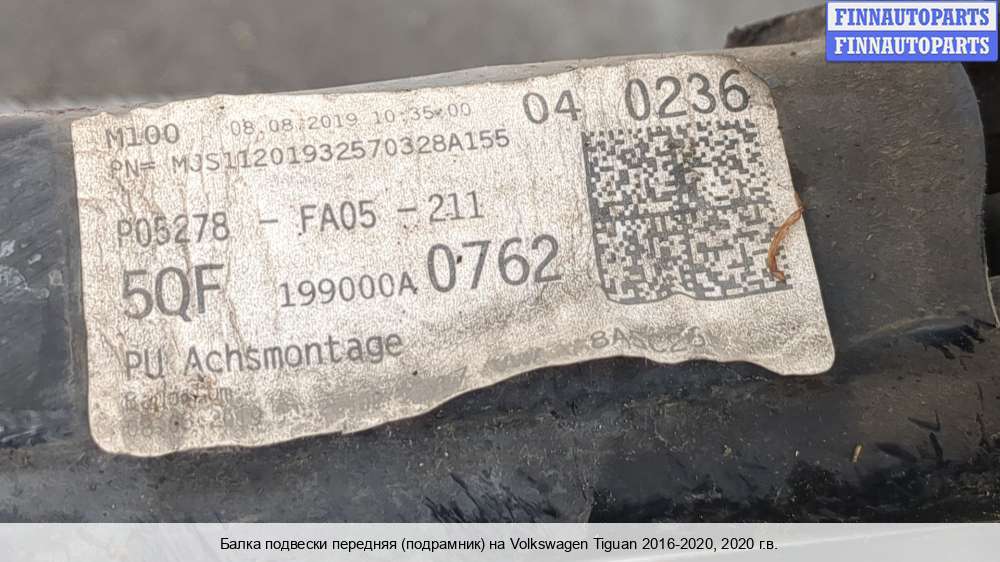 FINNAUTOPARTS
FINNAUTOPARTS
M100 08.08.2019 10:35:00 04 0236
PN= MJS11201932570328A155
P05278 - FA05 - 211
5QF 199000A 0762
PU Achsmontage
Балка подвески передняя (подрамник) на Volkswagen Tiguan 2016-2020, 2020 г.в.